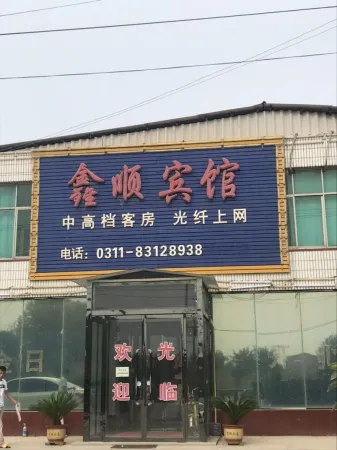 鑫顺宾馆
中高档客房 光纤上网
电话：0311-83128938
欢 光
迎 临